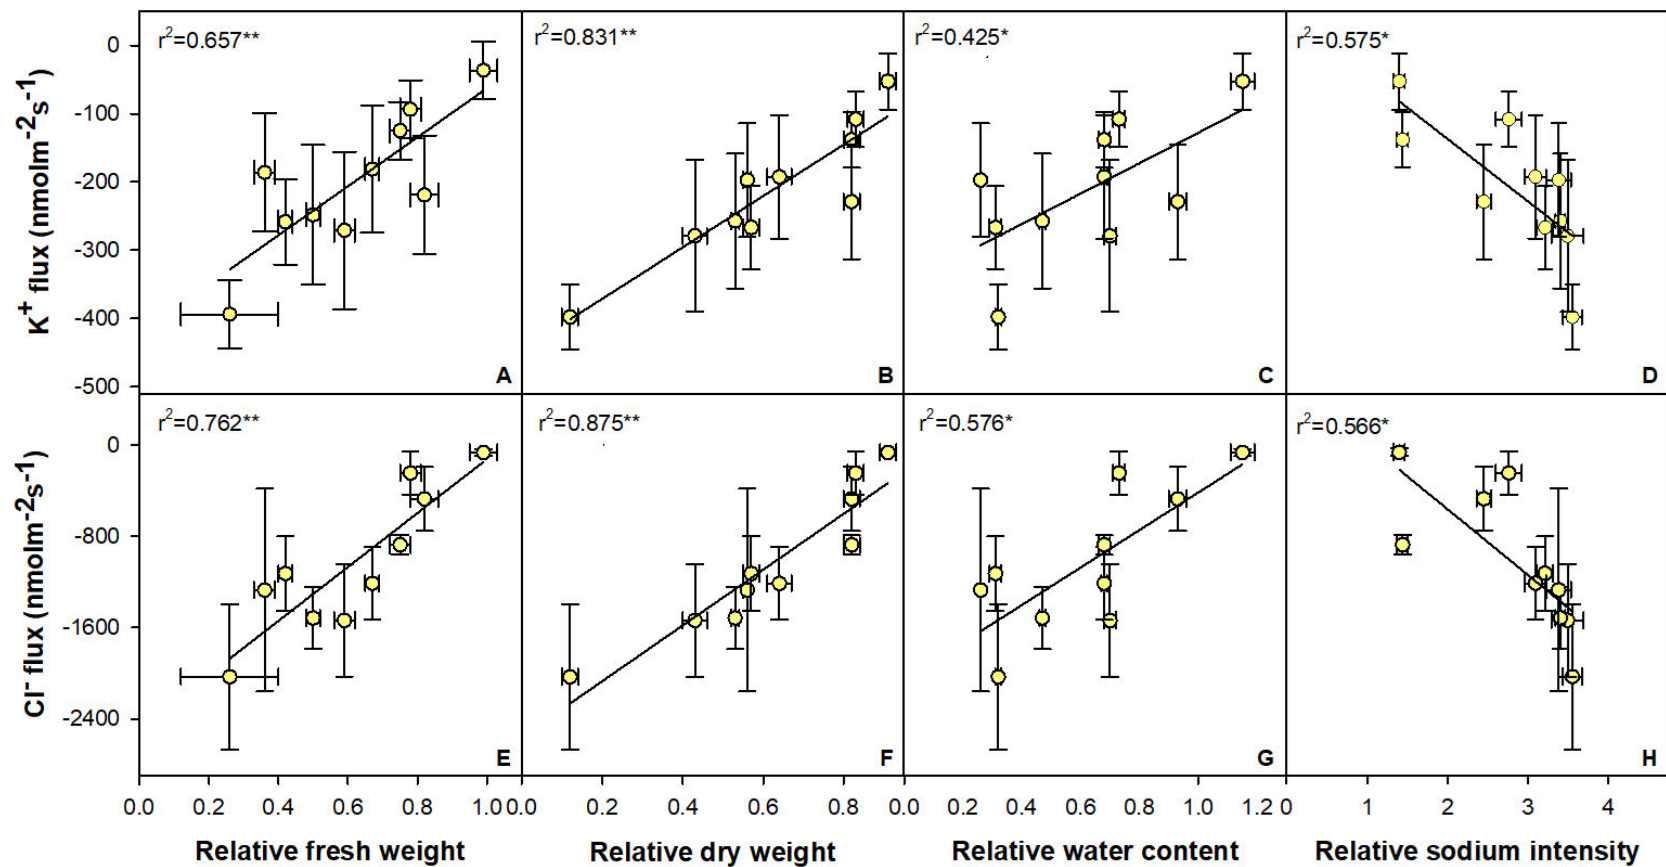 r²=0.657**
r²=0.831**
r²=0.425*
r²=0.575*
0
-100
-200
-300
-400
-500
K⁺ flux (nmolm⁻²s⁻¹)
A
B
C
D
r²=0.762**
r²=0.875**
r²=0.576*
r²=0.566*
0
-800
-1600
-2400
Cl⁻ flux (nmolm⁻²s⁻¹)
E
F
G
H
0.0 0.2 0.4 0.6 0.8 1.0 0.0 0.2 0.4 0.6 0.8 0.0 0.2 0.4 0.6 0.8 1.0 1.2 0 1 2 3 4
Relative fresh weight
Relative dry weight
Relative water content
Relative sodium intensity